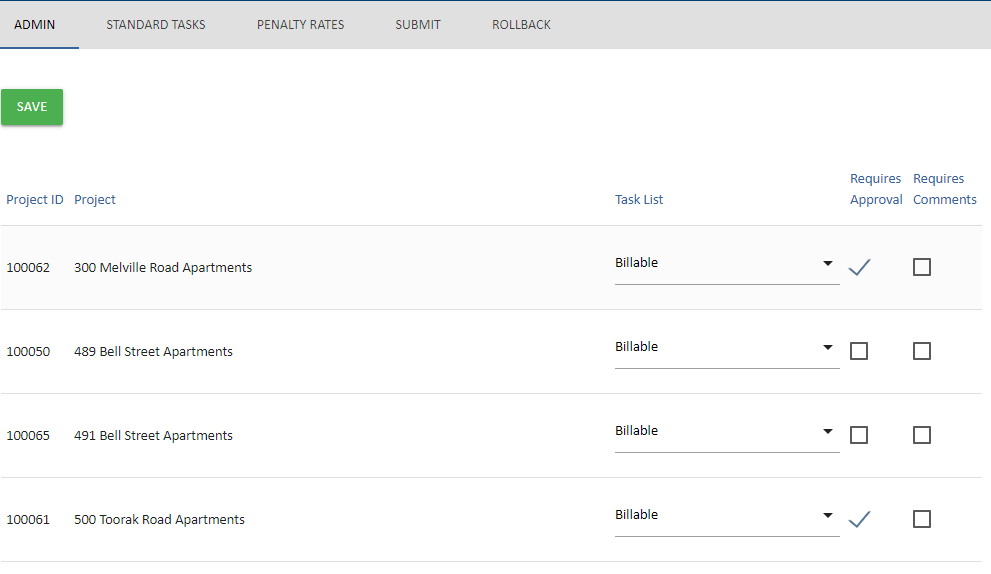 ADMIN STANDARD TASKS PENALTY RATES SUBMIT ROLLBACK
SAVE
Project ID Project Task List Requires Approval Requires Comments
100062 300 Melville Road Apartments Billable
100050 489 Bell Street Apartments Billable
100065 491 Bell Street Apartments Billable
100061 500 Toorak Road Apartments Billable